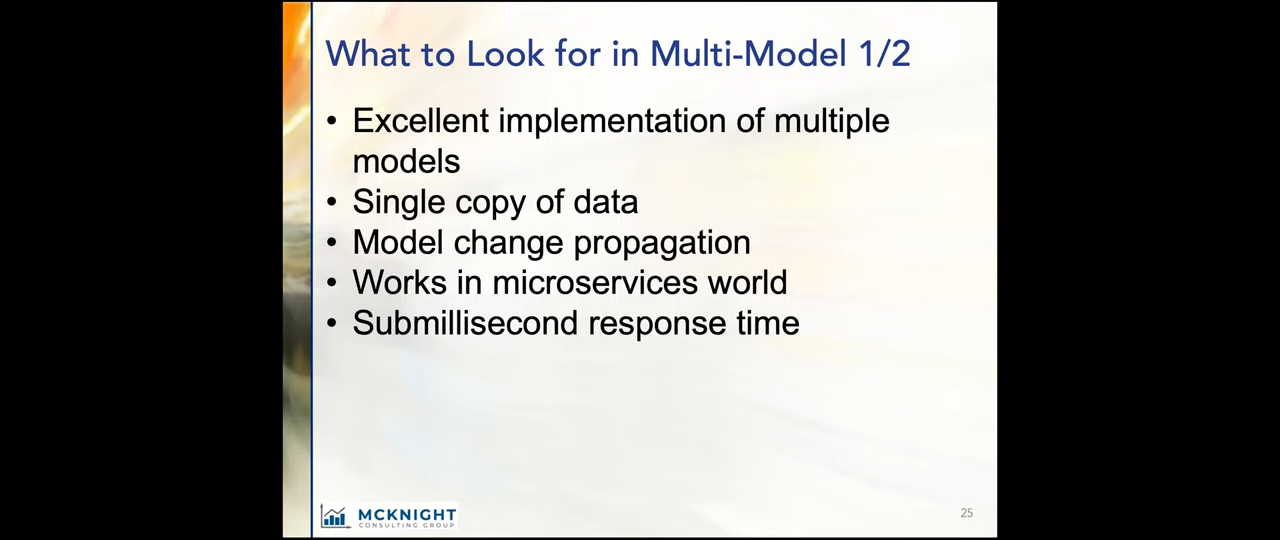 What to Look for in Multi-Model 1/2
• Excellent implementation of multiple
models
• Single copy of data
• Model change propagation
• Works in microservices world
• Submillisecond response time
MCKNIGHT
CONSULTING GROUP
25